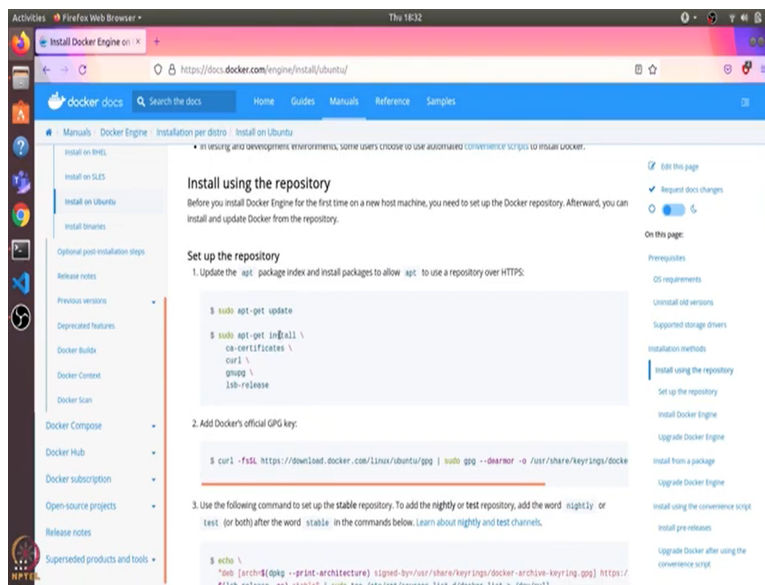 Activities
Firefox Web Browser
Thu 18:32
Install Docker Engine on
https://docs.docker.com/engine/install/ubuntu/
docker docs
Search the docs
Home
Guides
Manuals
Reference
Samples
Manuals
Docker Engine
Installation per distro
Install on Ubuntu
Install on RHEL
Install on SLES
Install on Ubuntu
Install binaries
Optional post-installation steps
Release notes
Previous versions
Deprecated features
Docker Buildx
Docker Context
Docker Scan
Docker Compose
Docker Hub
Docker subscription
Open-source projects
Release notes
Superseded products and tools
• In testing and development environments, some users choose to use automated convenience scripts to install Docker.
Install using the repository
Before you install Docker Engine for the first time on a new host machine, you need to set up the Docker repository. Afterward, you can
install and update Docker from the repository.
Set up the repository
1. Update the apt package index and install packages to allow apt to use a repository over HTTPS:
$ sudo apt-get update
$ sudo apt-get install \
ca-certificates \
curl \
gnupg \
lsb-release
2. Add Docker's official GPG key:
$ curl -fsSL https://download.docker.com/linux/ubuntu/gpg | sudo gpg --dearmor -o /usr/share/keyrings/docke
3. Use the following command to set up the stable repository. To add the nightly or test repository, add the word nightly or
test (or both) after the word stable in the commands below. Learn about nightly and test channels.
$ echo \
"deb [arch=$(dpkg --print-architecture) signed-by=/usr/share/keyrings/docker-archive-keyring.gpg] https:/
Edit this page
Request docs changes
On this page:
Prerequisites
OS requirements
Uninstall old versions
Supported storage drivers
Installation methods
Install using the repository
Set up the repository
Install Docker Engine
Upgrade Docker Engine
Install from a package
Upgrade Docker Engine
Install using the convenience script
Install pre-releases
Upgrade Docker after using the
convenience script
NPTEL